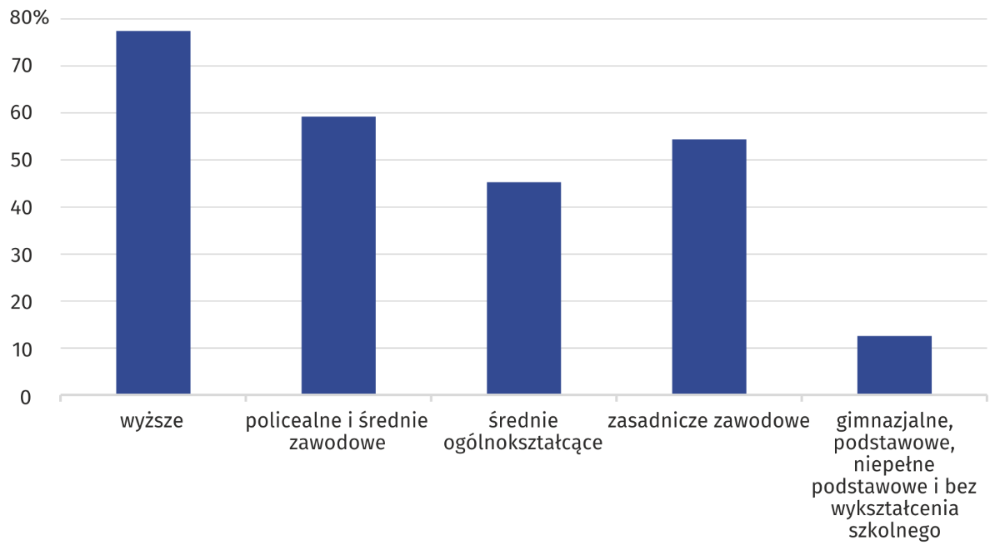 80%
70
60
50
40
30
20
10
0
wyższe
policealne i średnie
zawodowe
średnie
ogólnokształcące
zasadnicze zawodowe
gimnazjalne,
podstawowe,
niepełne
podstawowe i bez
wykształcenia
szkolnego